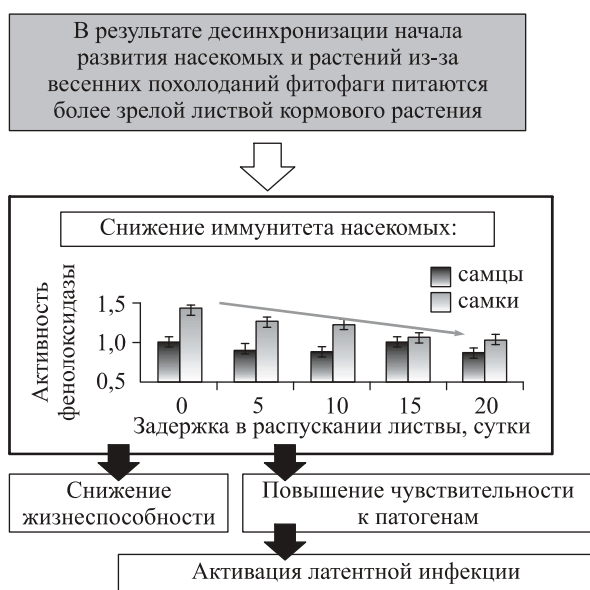 В результате десинхронизации начала
развития насекомых и растений из-за
весенних похолоданий фитофаги питаются
более зрелой листвой кормового растения
Снижение иммунитета насекомых:
Активность
фенолоксидазы
самцы
самки
1,5
1,0
0,5
0 5 10 15 20
Задержка в распускании листвы, сутки
Снижение
жизнеспособности
Повышение чувствительности
к патогенам
Активация латентной инфекции